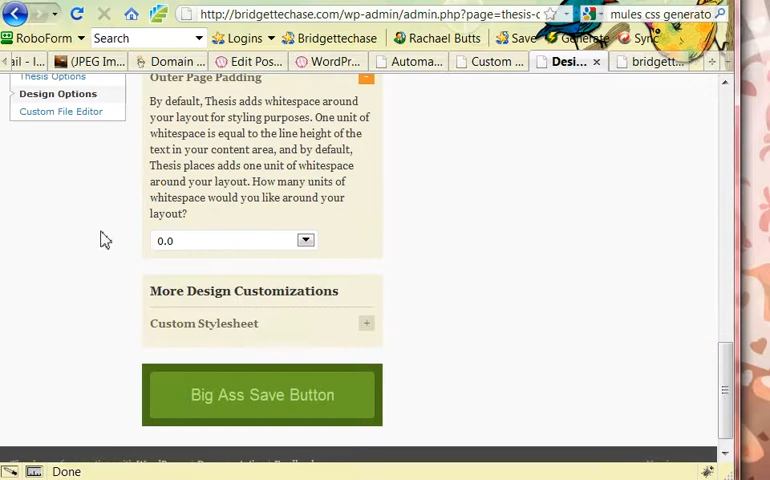 http://bridgettechase.com/wp-admin/admin.php?page=thesis-c
mules css generato
RoboForm Search Logins Bridgettechase Rachael Butts Save Generate Sync
ail - I... (JPEG Im... Domain ... Edit Pos... WordPr... Automa... Custom ... Desi... bridgett...
Thesis Options
Design Options
Custom File Editor
Outer Page Padding
By default, Thesis adds whitespace around
your layout for styling purposes. One unit of
whitespace is equal to the line height of the
text in your content area, and by default,
Thesis places adds one unit of whitespace
around your layout. How many units of
whitespace would you like around your
layout?
0.0
More Design Customizations
Custom Stylesheet
Big Ass Save Button
Done